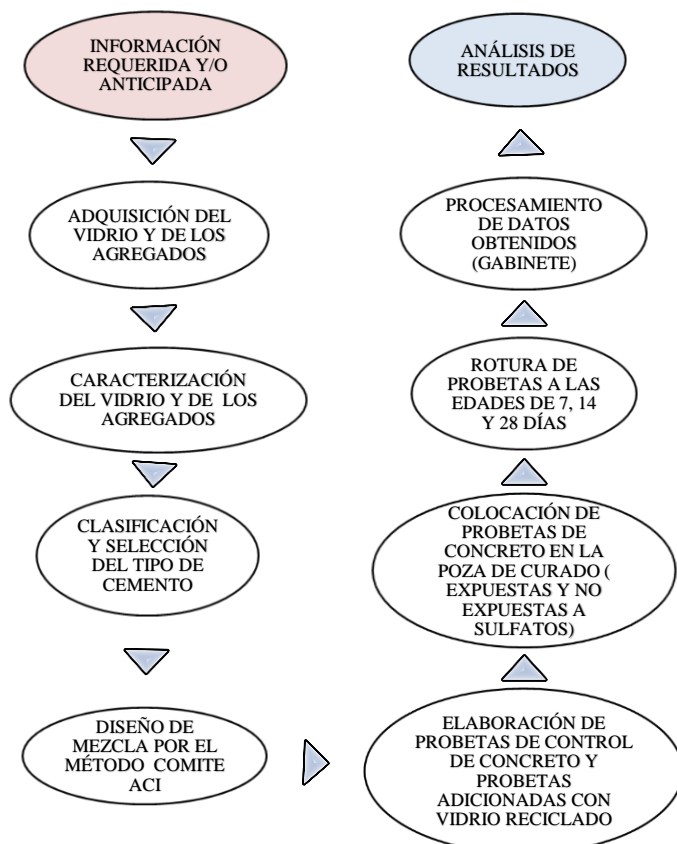 INFORMACIÓN
REQUERIDA Y/O
ANTICIPADA
ADQUISICIÓN DEL
VIDRIO Y DE LOS
AGREGADOS
CARACTERIZACIÓN
DEL VIDRIO Y DE LOS
AGREGADOS
CLASIFICACIÓN
Y SELECCIÓN
DEL TIPO DE
CEMENTO
DISEÑO DE
MEZCLA POR EL
MÉTODO COMITE
ACI
ELABORACIÓN DE
PROBETAS DE CONTROL
DE CONCRETO Y
PROBETAS
ADICIONADAS CON
VIDRIO RECICLADO
COLOCACIÓN DE
PROBETAS DE
CONCRETO EN LA
POZA DE CURADO (
EXPUESTAS Y NO
EXPUESTAS A
SULFATOS)
ROTURA DE
PROBETAS A LAS
EDADES DE 7, 14
Y 28 DÍAS
PROCESAMIENTO
DE DATOS
OBTENIDOS
(GABINETE)
ANÁLISIS DE
RESULTADOS